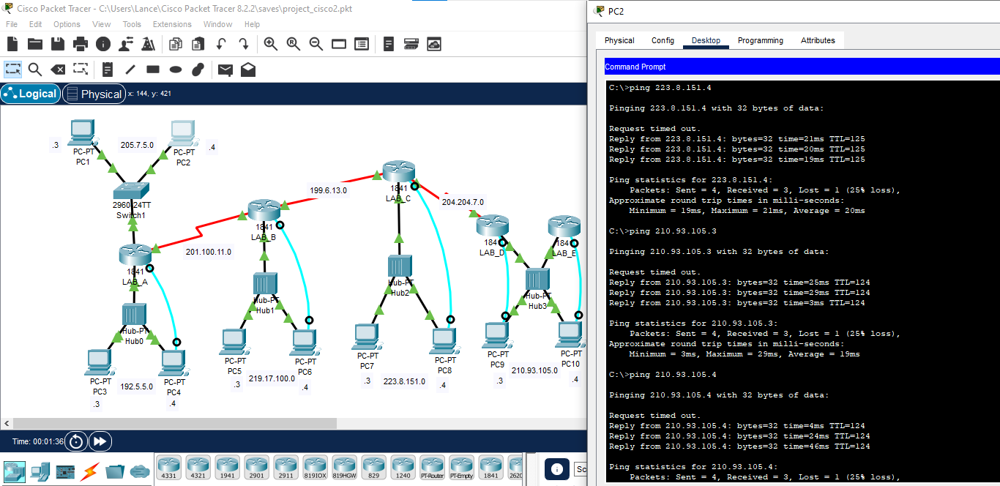 Cisco Packet Tracer - C:\Users\Lance\Cisco Packet Tracer 8.2.2\saves\project_cisco2.pkt
File Edit Options View Tools Extensions Window Help
Logical Physical x: 144, y: 421
PC-PT
PC1
.3
205.7.5.0
PC-PT
PC2
.4
2960-24TT
Switch1
1841
LAB_A
201.100.11.0
1841
LAB_B
199.6.13.0
1841
LAB_C
204.204.7.0
1841
LAB_D
1841
LAB_E
Hub-PT
Hub0
Hub-PT
Hub1
Hub-PT
Hub2
Hub-PT
Hub3
PC-PT
PC3
.3
192.5.5.0
PC-PT
PC4
.4
PC-PT
PC5
.3
219.17.100.0
PC-PT
PC6
.4
PC-PT
PC7
.3
223.8.151.0
PC-PT
PC8
.4
PC-PT
PC9
.3
210.93.105.0
PC-PT
PC10
.4
Time: 00:01:36
4331 4321 1941 2901 2911 819IOX 819HGW 829 1240 PT-Router PT-Empty 1841 2620
Sc
PC2
Physical Config Desktop Programming Attributes
Command Prompt
C:\>ping 223.8.151.4
Pinging 223.8.151.4 with 32 bytes of data:
Request timed out.
Reply from 223.8.151.4: bytes=32 time=21ms TTL=125
Reply from 223.8.151.4: bytes=32 time=20ms TTL=125
Reply from 223.8.151.4: bytes=32 time=19ms TTL=125
Ping statistics for 223.8.151.4:
Packets: Sent = 4, Received = 3, Lost = 1 (25% loss),
Approximate round trip times in milli-seconds:
Minimum = 19ms, Maximum = 21ms, Average = 20ms
C:\>ping 210.93.105.3
Pinging 210.93.105.3 with 32 bytes of data:
Request timed out.
Reply from 210.93.105.3: bytes=32 time=25ms TTL=124
Reply from 210.93.105.3: bytes=32 time=29ms TTL=124
Reply from 210.93.105.3: bytes=32 time=3ms TTL=124
Ping statistics for 210.93.105.3:
Packets: Sent = 4, Received = 3, Lost = 1 (25% loss),
Approximate round trip times in milli-seconds:
Minimum = 3ms, Maximum = 29ms, Average = 19ms
C:\>ping 210.93.105.4
Pinging 210.93.105.4 with 32 bytes of data:
Request timed out.
Reply from 210.93.105.4: bytes=32 time=4ms TTL=124
Reply from 210.93.105.4: bytes=32 time=24ms TTL=124
Reply from 210.93.105.4: bytes=32 time=46ms TTL=124
Ping statistics for 210.93.105.4:
Packets: Sent = 4, Received = 3, Lost = 1 (25% loss),